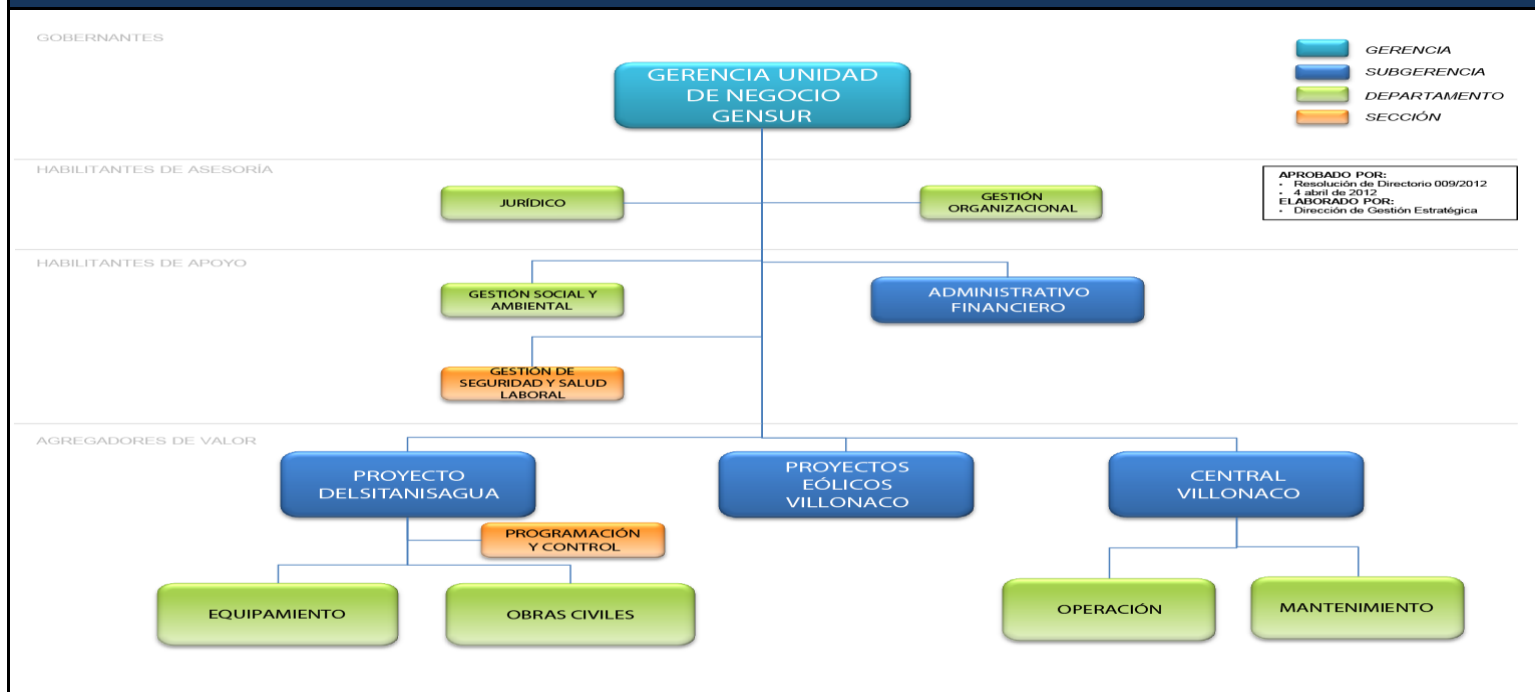 GOBERNANTES
GERENCIA UNIDAD
DE NEGOCIO
GENSUR
GERENCIA
SUBGERENCIA
DEPARTAMENTO
SECCIÓN
HABILITANTES DE ASESORÍA
JURÍDICO
GESTIÓN
ORGANIZACIONAL
APROBADO POR:
• Resolución de Directorio 009/2012
• 4 abril de 2012
ELABORADO POR:
• Dirección de Gestión Estratégica
HABILITANTES DE APOYO
GESTIÓN SOCIAL Y
AMBIENTAL
ADMINISTRATIVO
FINANCIERO
GESTIÓN DE
SEGURIDAD Y SALUD
LABORAL
AGREGADORES DE VALOR
PROYECTO
DELSITANISAGUA
PROYECTOS
EÓLICOS
VILLONACO
CENTRAL
VILLONACO
PROGRAMACIÓN
Y CONTROL
EQUIPAMIENTO
OBRAS CIVILES
OPERACIÓN
MANTENIMIENTO